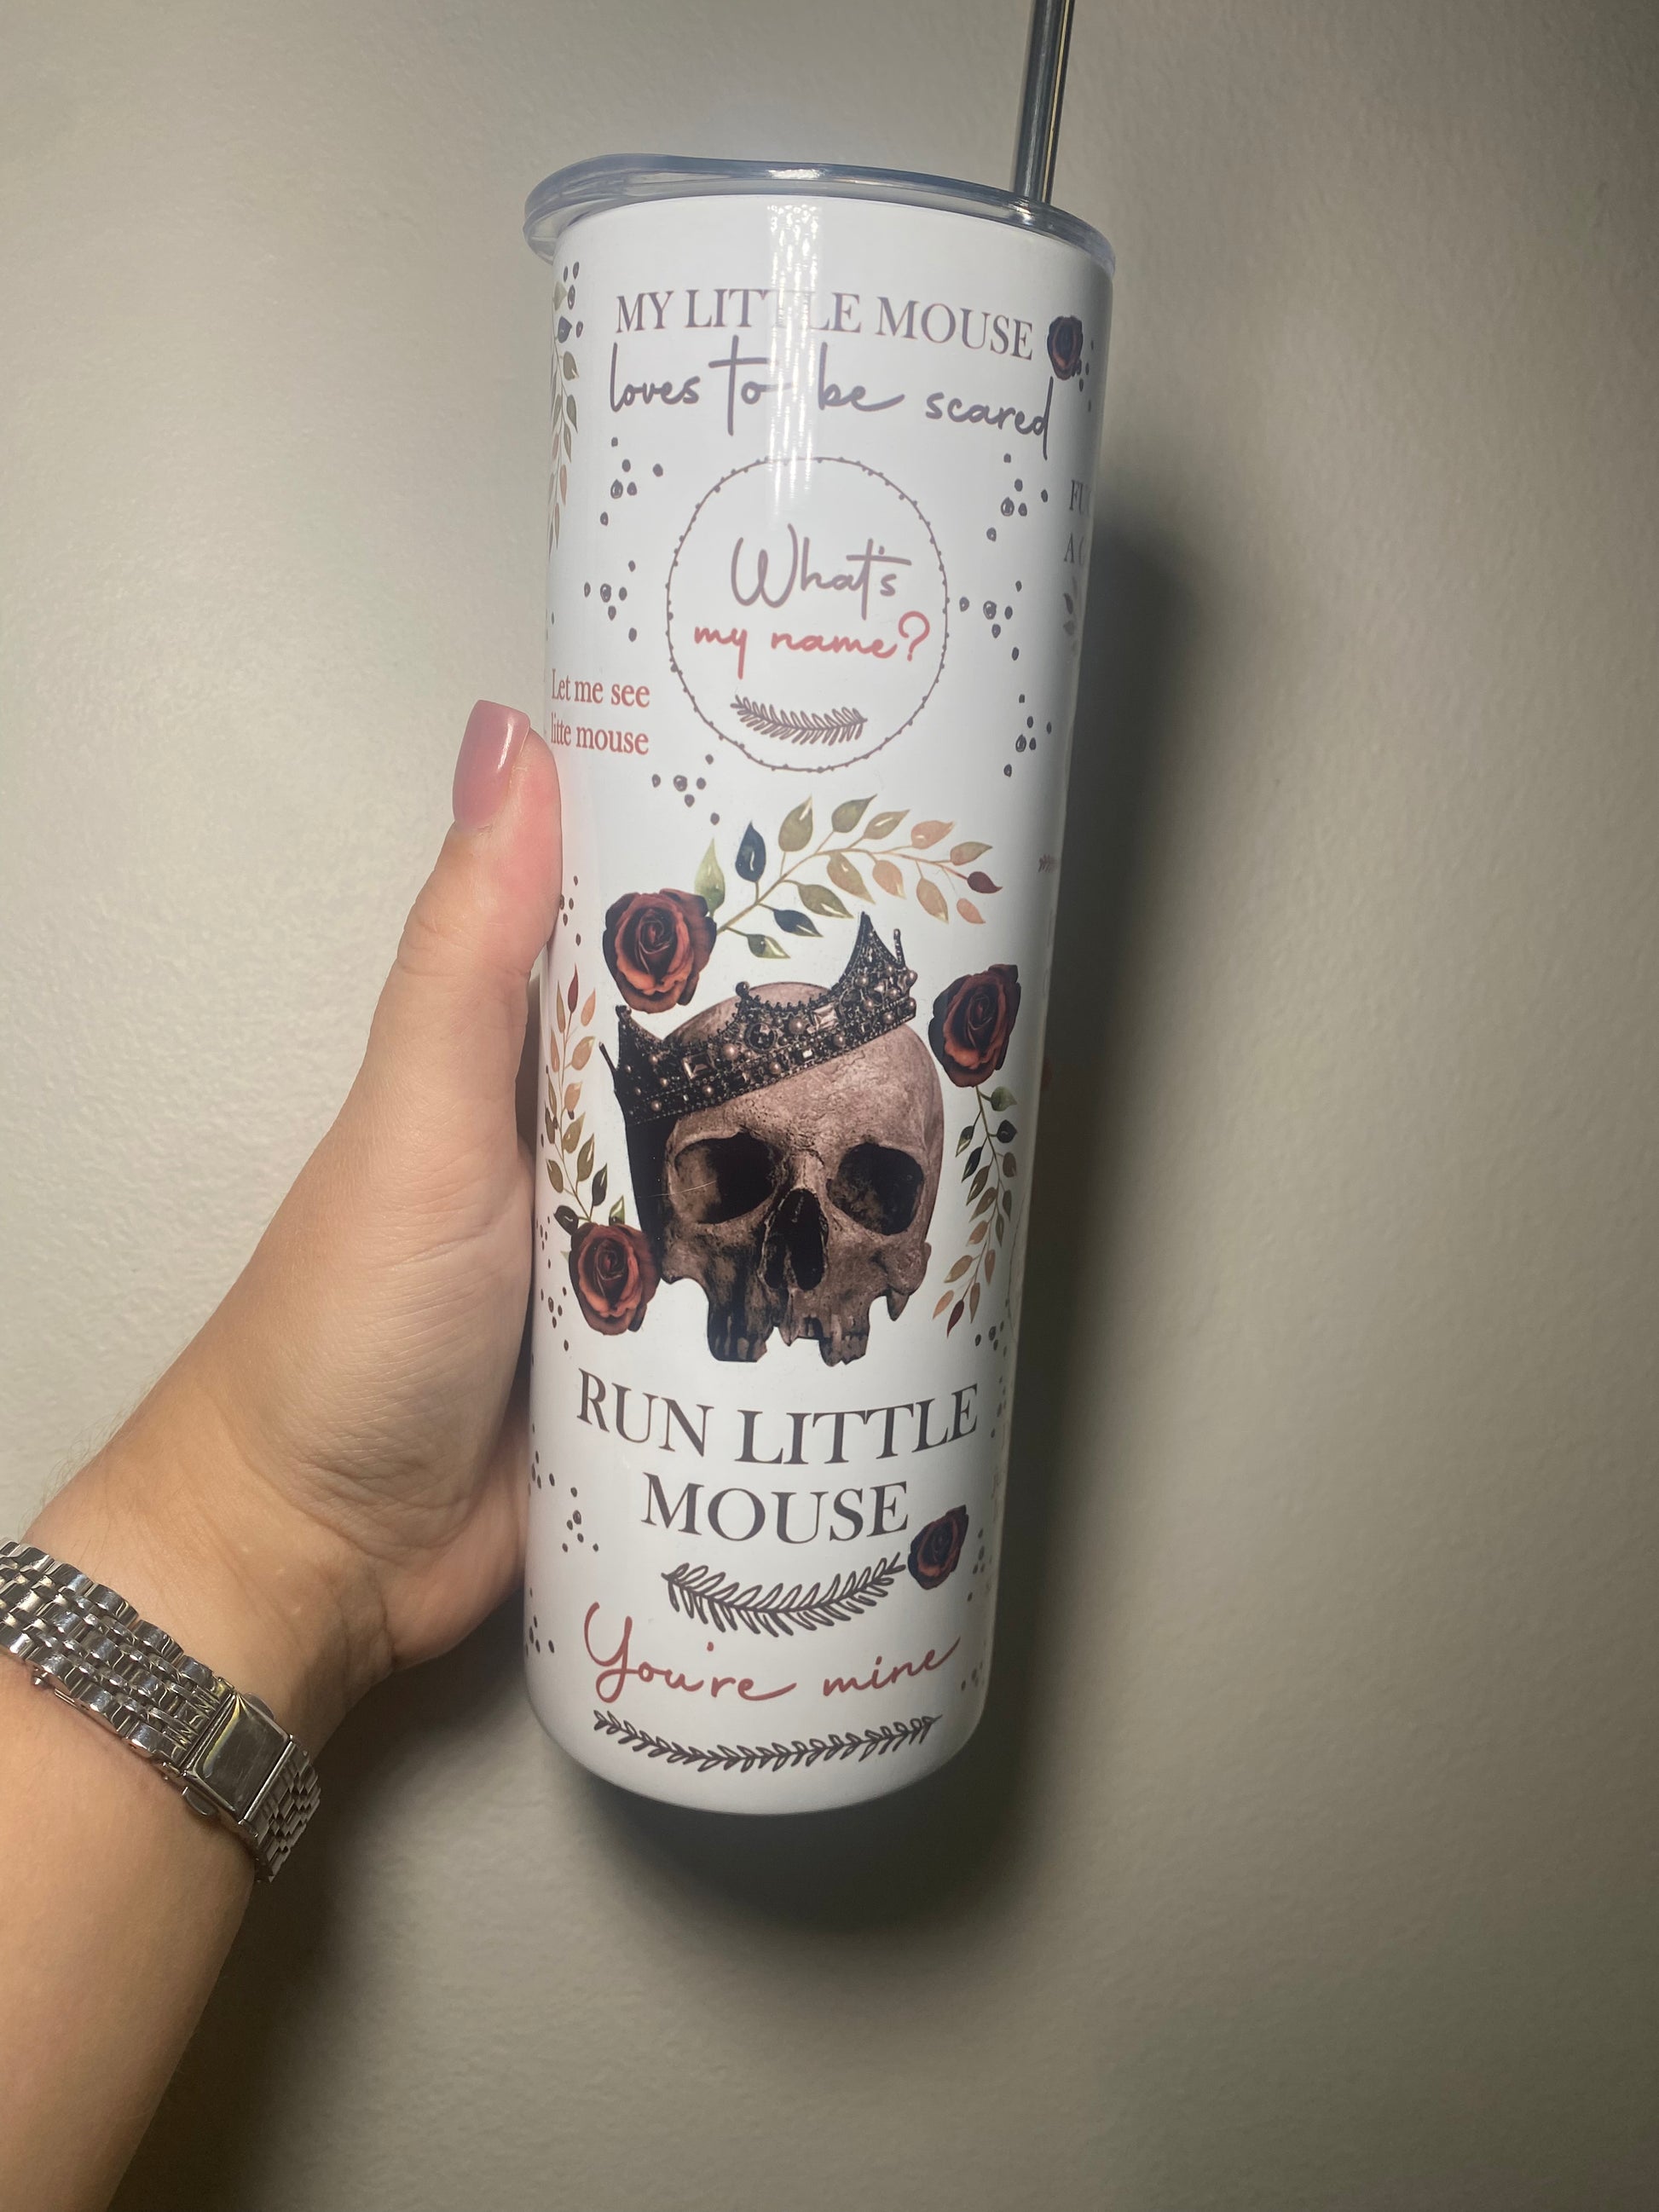 MY LITTLE MOUSE
loves to be scared
What's
my name?
Let me see
litte mouse
RUN LITTLE
MOUSE
You're mine